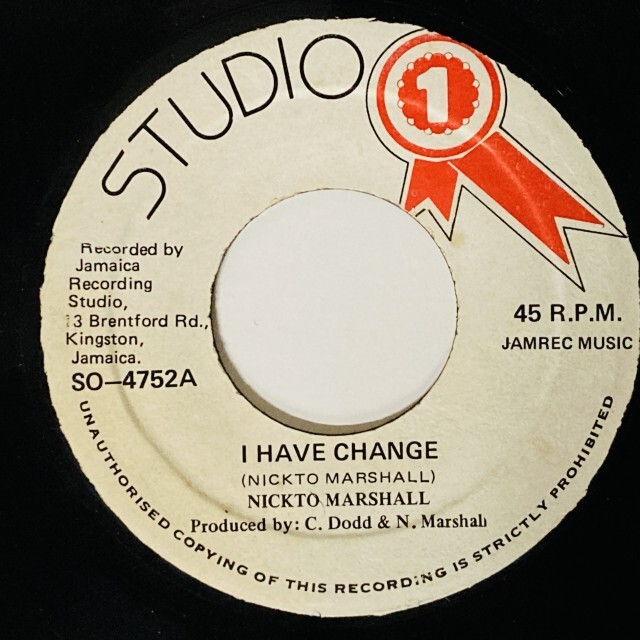 STUDIO
1
Recorded by
Jamaica
Recording
Studio,
13 Brentford Rd.,
Kingston,
Jamaica.
SO-4752A
45 R.P.M.
JAMREC MUSIC
I HAVE CHANGE
(NICKTO MARSHALL)
NICKTO MARSHALL
Produced by: C. Dodd & N. Marshall
UNAUTHORISED COPYING OF THIS RECORDING IS STRICTLY PROHIBITED